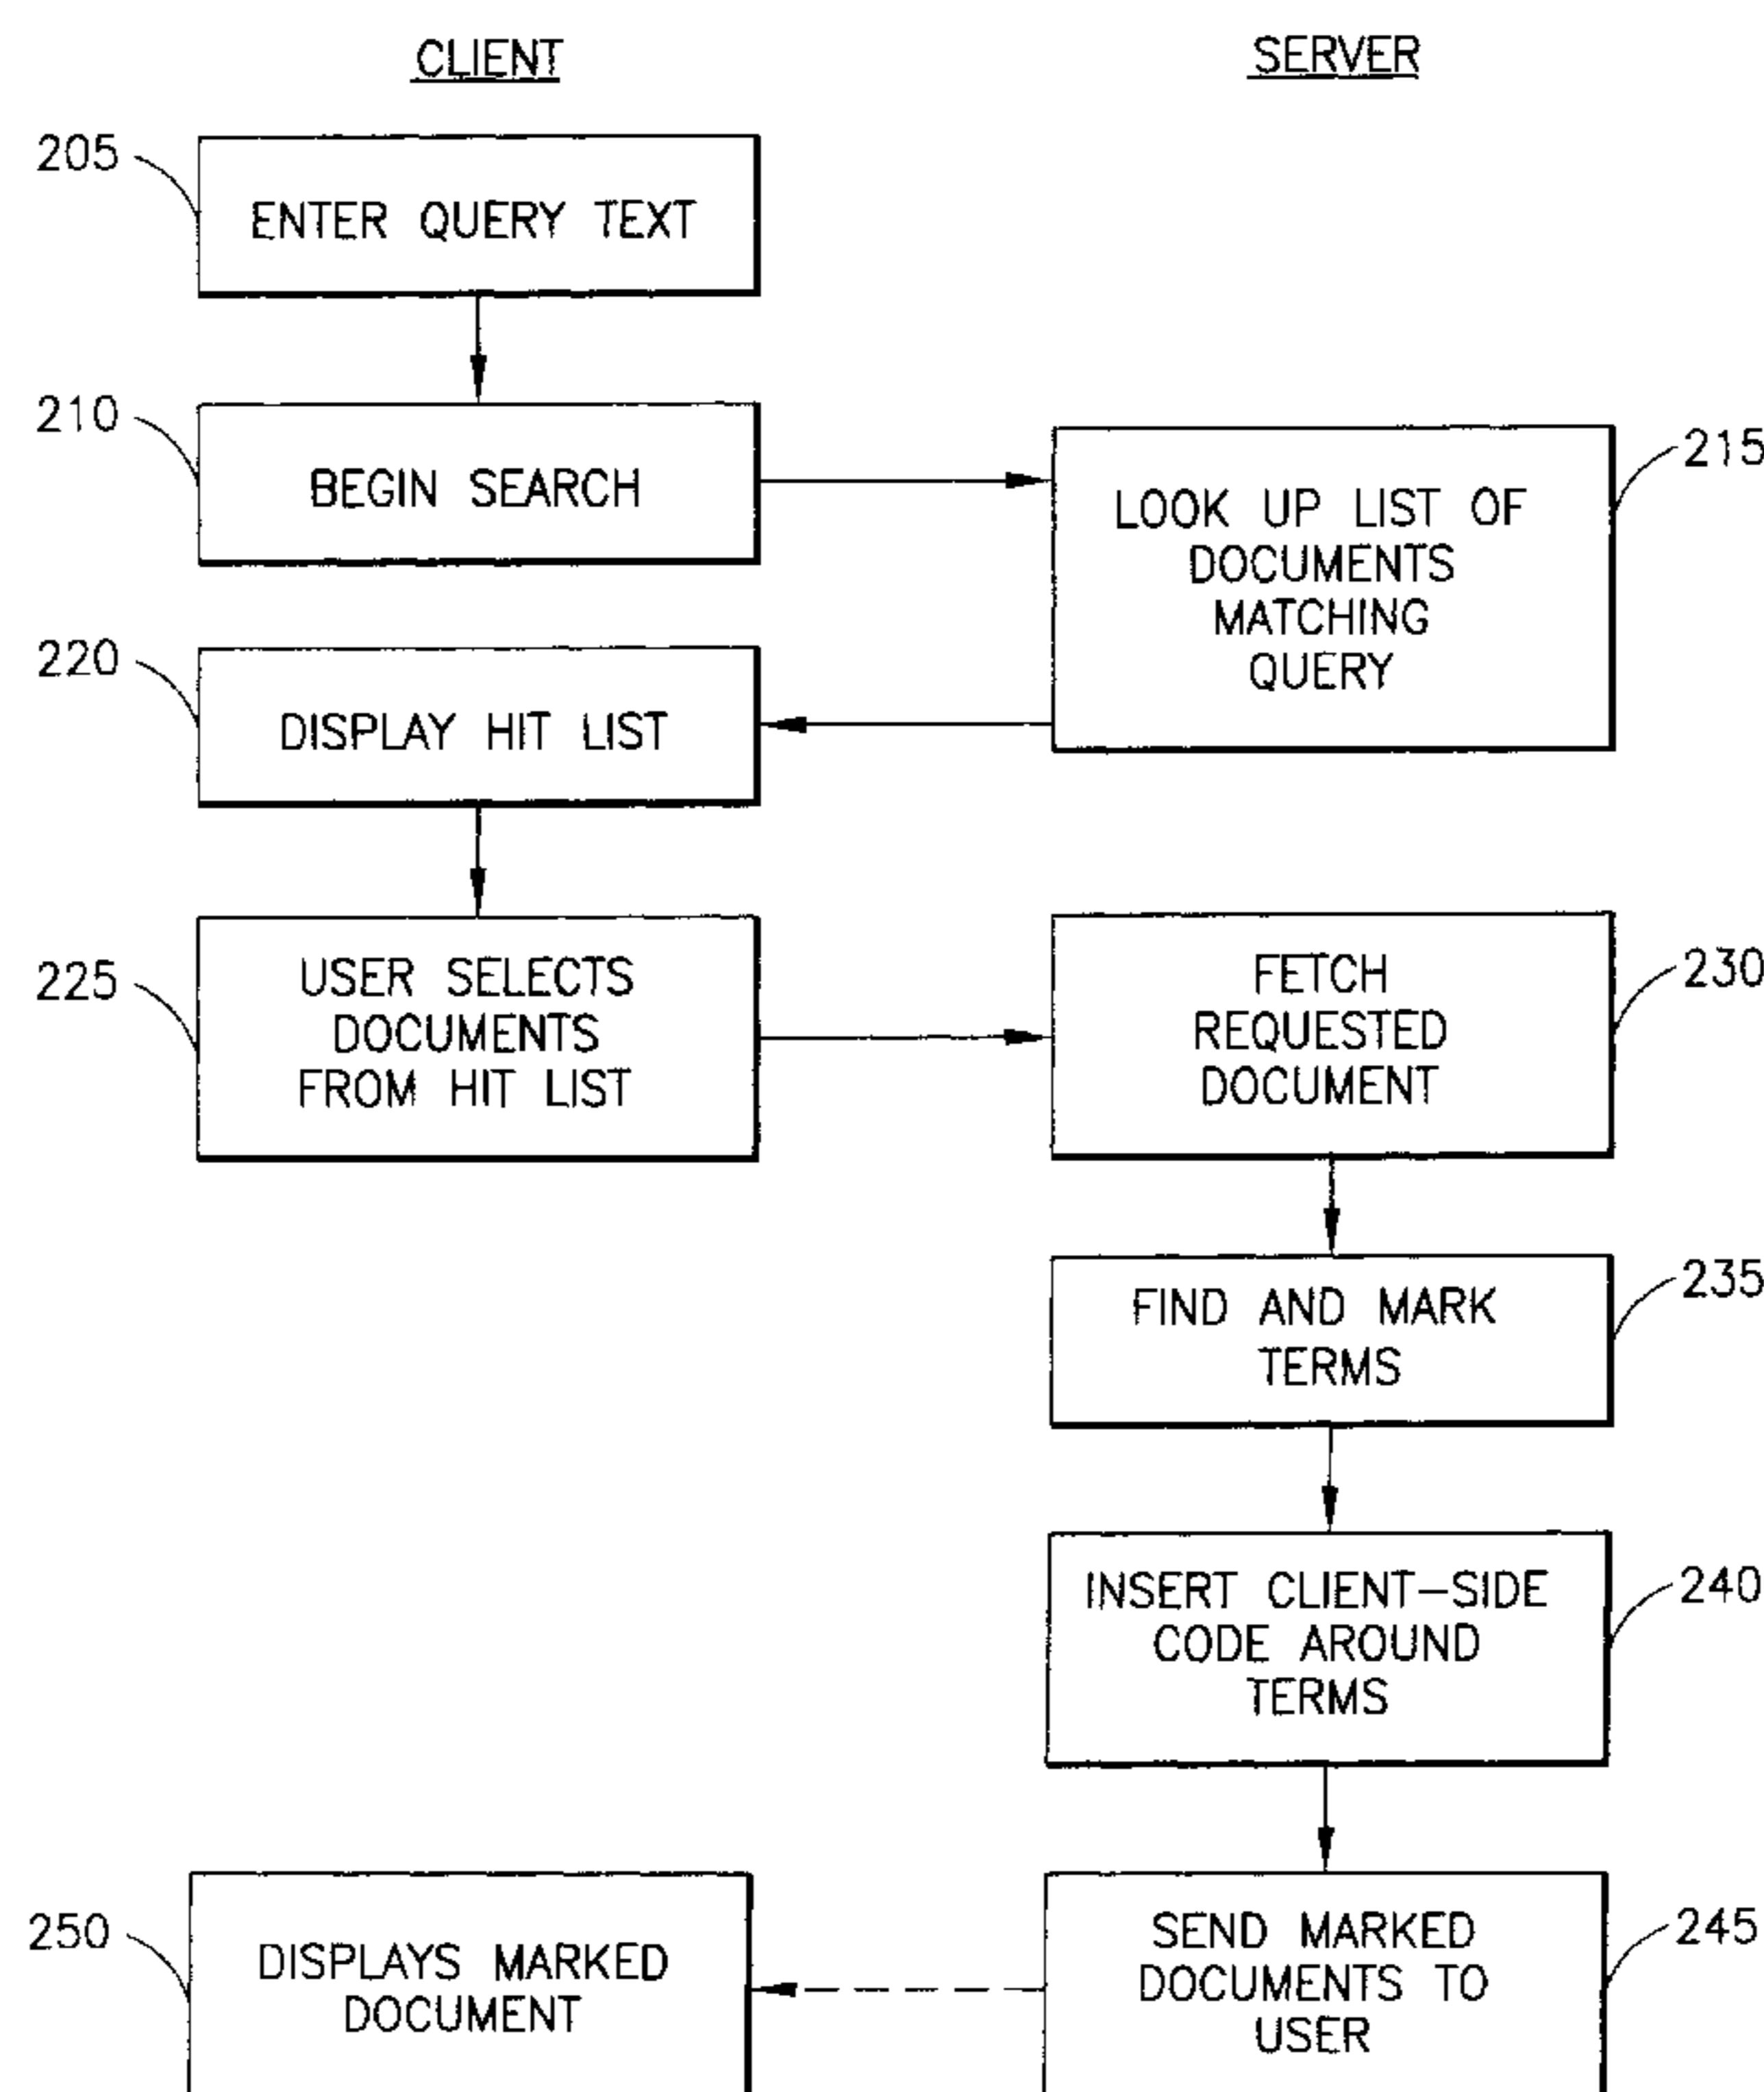 CLIENT
SERVER
205
ENTER QUERY TEXT
210
BEGIN SEARCH
215
LOOK UP LIST OF
DOCUMENTS
MATCHING
QUERY
220
DISPLAY HIT LIST
225
USER SELECTS
DOCUMENTS
FROM HIT LIST
230
FETCH
REQUESTED
DOCUMENT
235
FIND AND MARK
TERMS
240
INSERT CLIENT-SIDE
CODE AROUND
TERMS
245
SEND MARKED
DOCUMENTS TO
USER
250
DISPLAYS MARKED
DOCUMENT